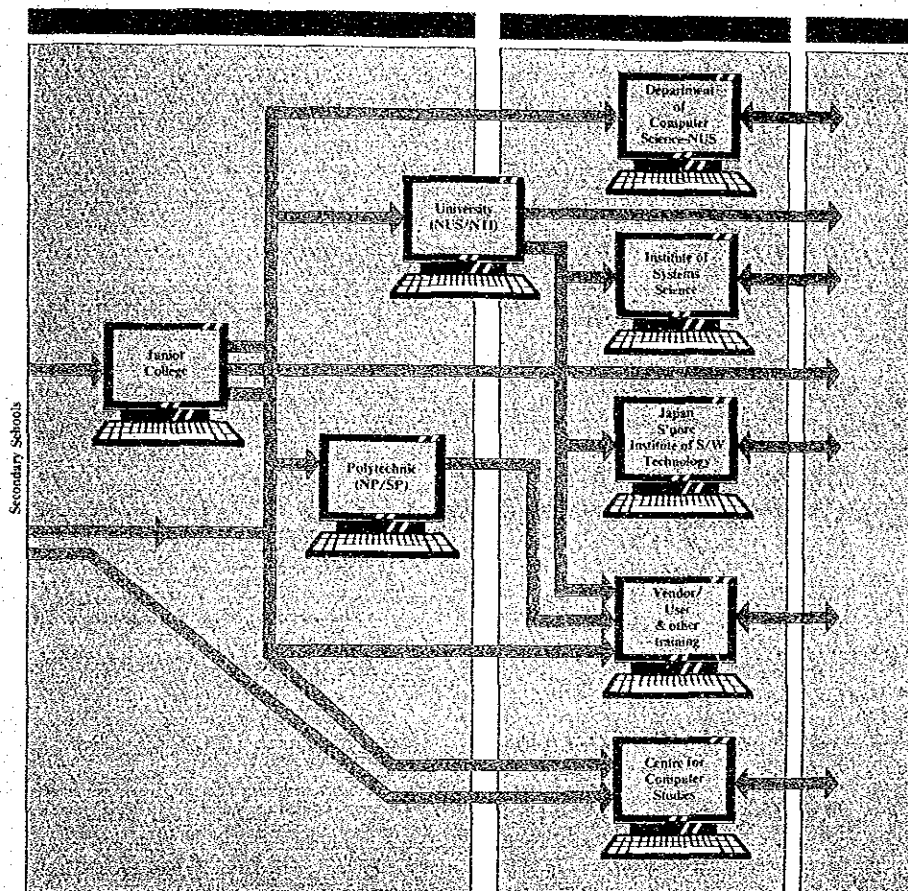 Department
of
Computer
Science-NUS
University
(NUS/NTI)
Institute of
Systems
Science
Junior
College
Secondary Schools
Japan
S'pore
Institute of S/W
Technology
Polytechnic
(NP/SP)
Vendor/
User
& other
training
Centre for
Computer
Studies